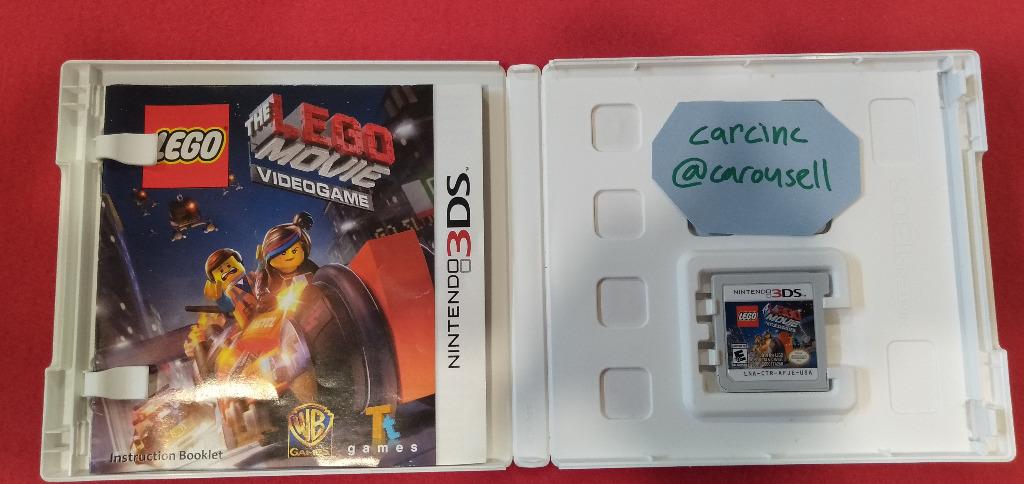 LEGO
THE
LEGO
MOVIE
VIDEOGAME
NINTENDO 3DS
WB
GAMES
Tt
games
Instruction Booklet
carcinc
@carousell
NINTENDO 3DS
LEGO
THE LEGO
MOVIE
VIDEOGAME
E